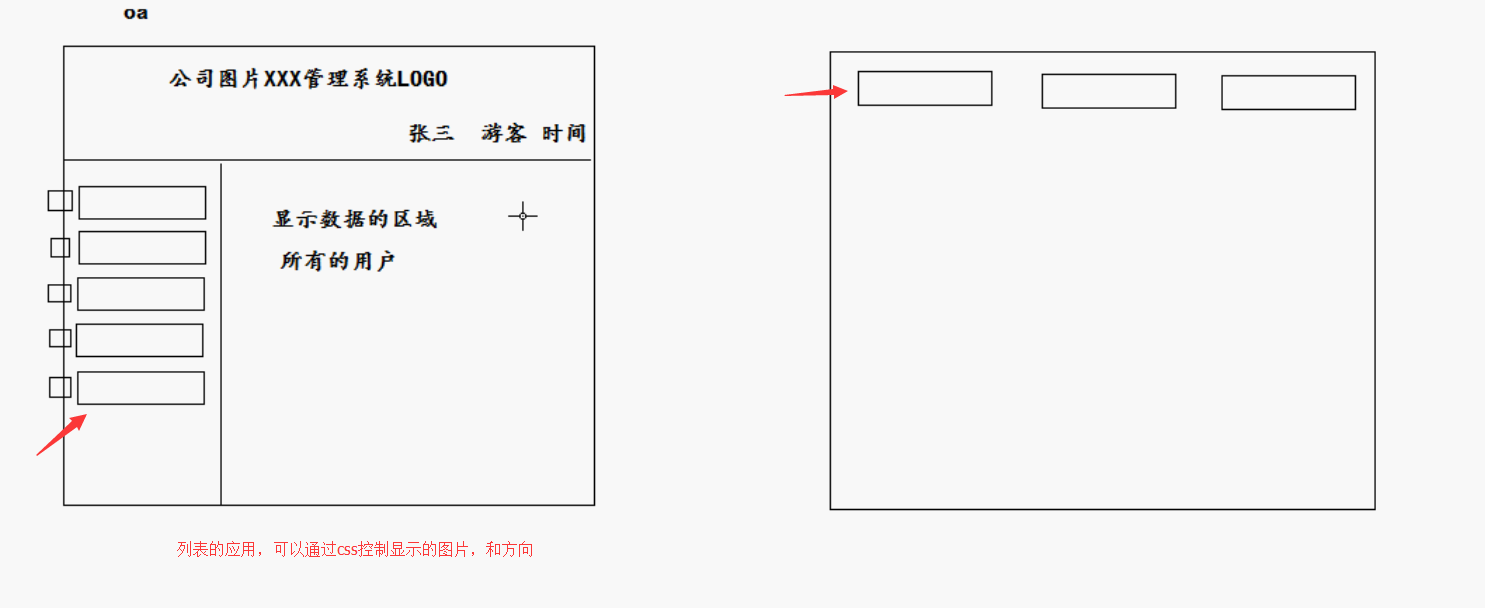 oa
公司图片XXX管理系统LOGO
张三 游客 时间
显示数据的区域
所有的用户
列表的应用，可以通过css控制显示的图片，和方向